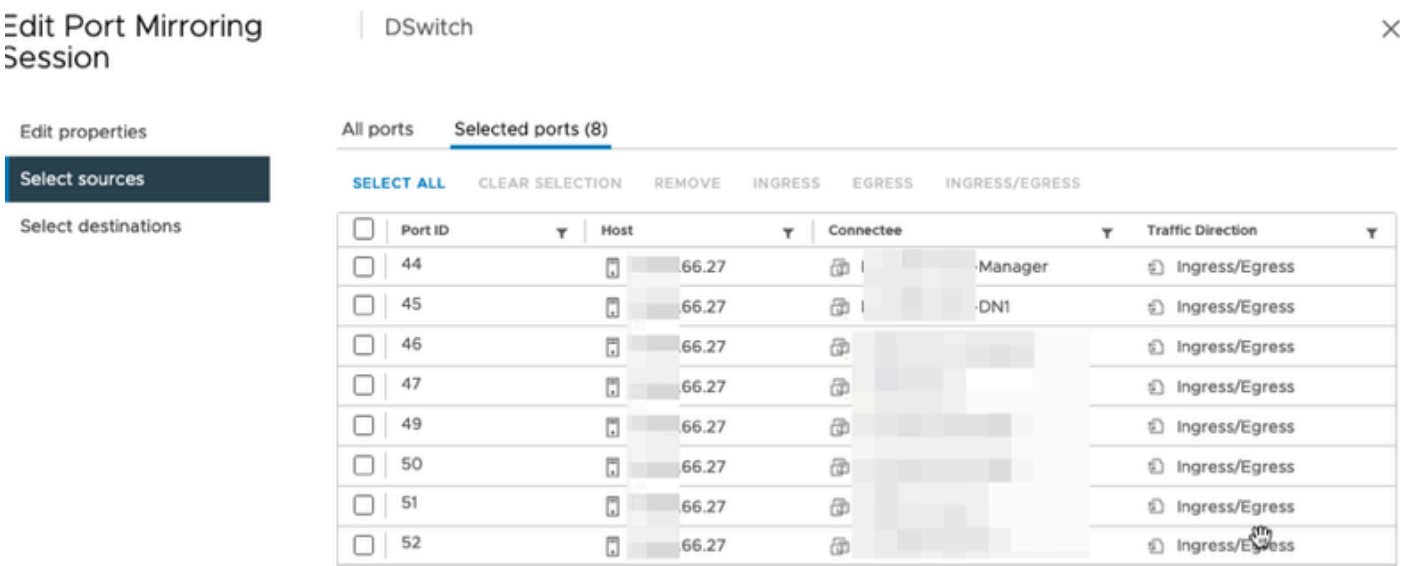 Edit Port Mirroring Session
DSwitch
Edit properties
Select sources
Select destinations
All ports Selected ports (8)
SELECT ALL CLEAR SELECTION REMOVE INGRESS EGRESS INGRESS/EGRESS
Port ID Host Connectee Traffic Direction
44 .66.27 -Manager Ingress/Egress
45 .66.27 -DN1 Ingress/Egress
46 .66.27 Ingress/Egress
47 .66.27 Ingress/Egress
49 .66.27 Ingress/Egress
50 .66.27 Ingress/Egress
51 .66.27 Ingress/Egress
52 .66.27 Ingress/Egress